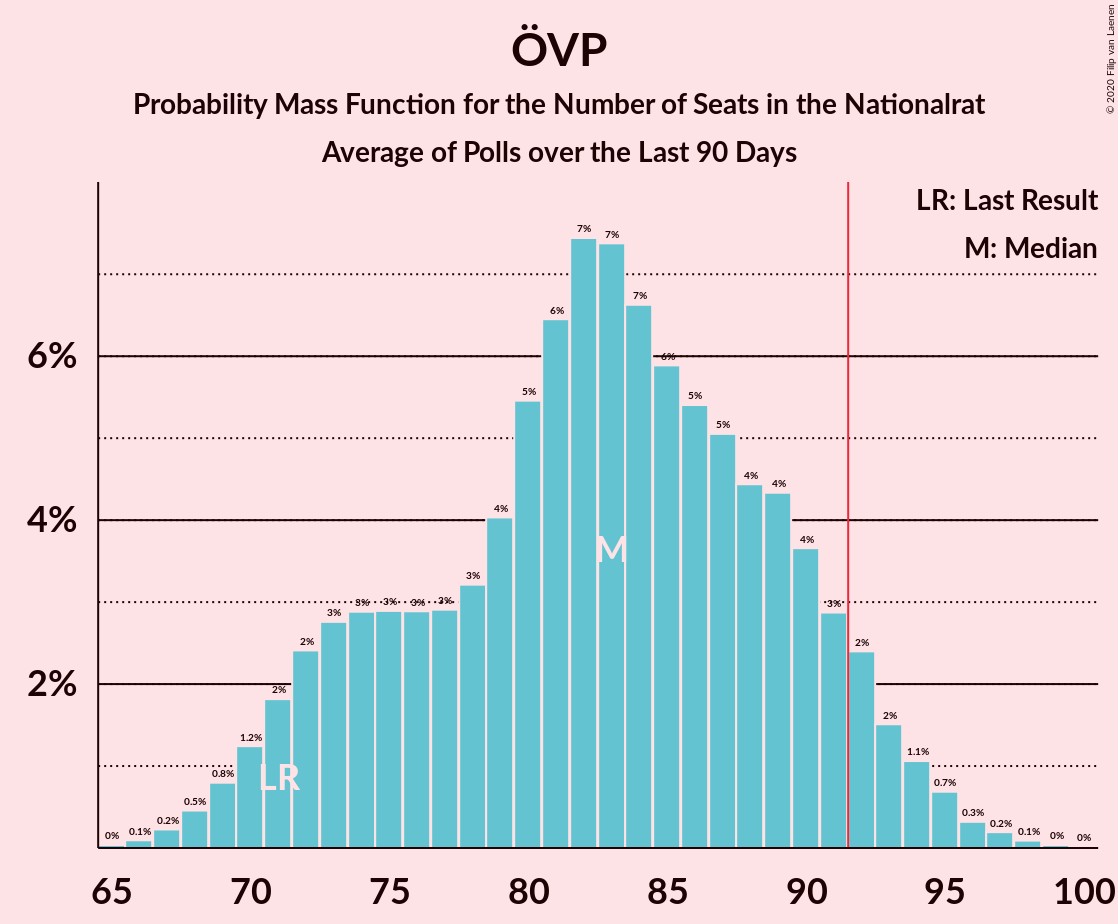 ÖVP
Probability Mass Function for the Number of Seats in the Nationalrat
Average of Polls over the Last 90 Days
© 2020 Filip van Laenen
LR: Last Result
M: Median
6%
4%
2%
0% 0.1% 0.2% 0.5% 0.8% 1.2% 2% 2% 3% 3% 3% 3% 3% 3% 4% 5% 6% 7% 7% 7% 6% 5% 5% 4% 4% 4% 3% 2% 2% 1.1% 0.7% 0.3% 0.2% 0.1% 0% 0%
M
LR
65 70 75 80 85 90 95 100